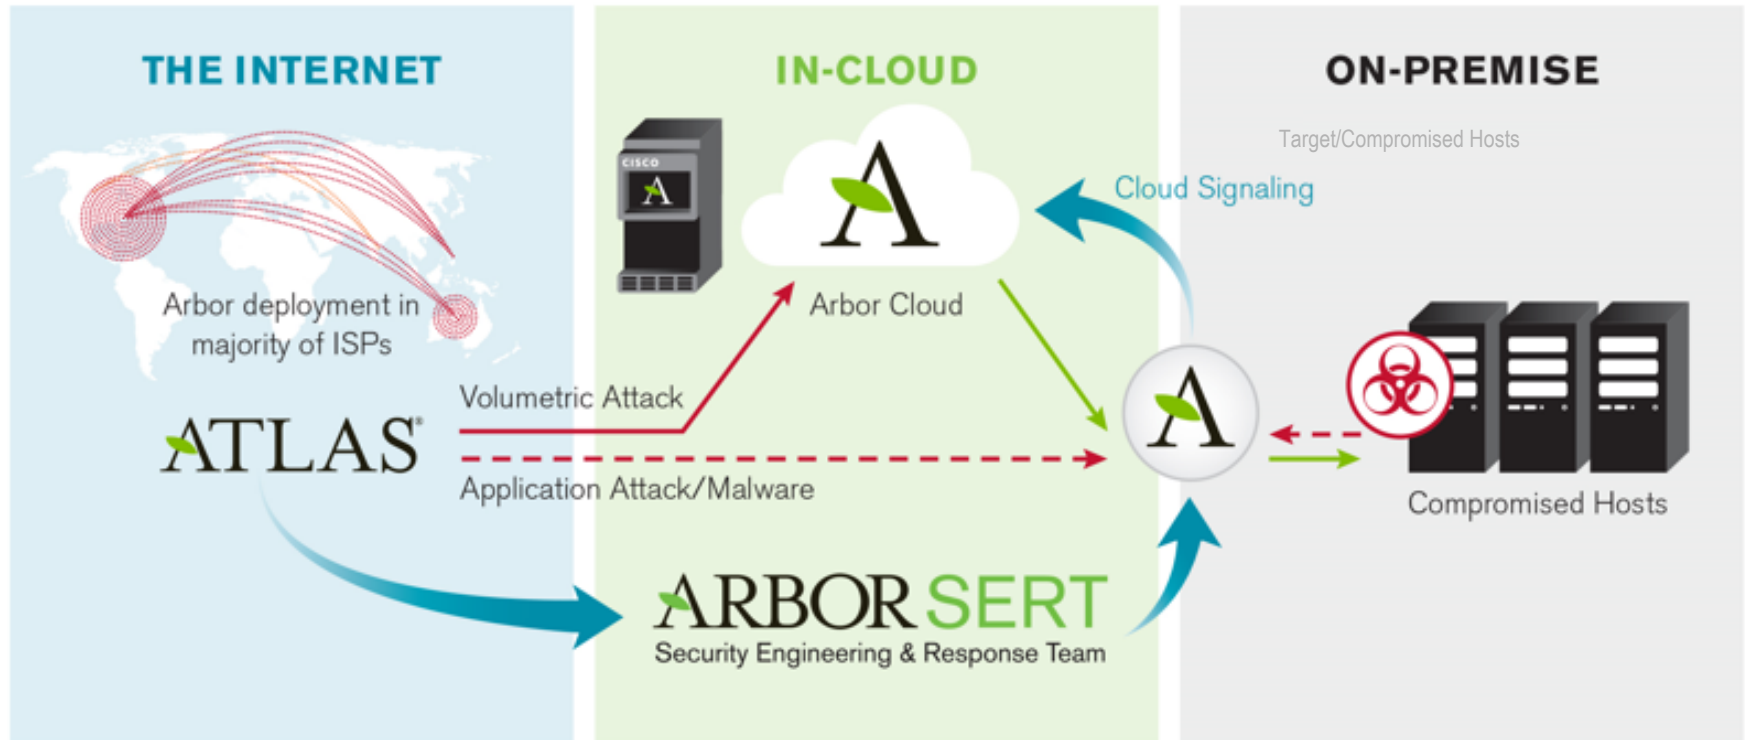 THE INTERNET
Arbor deployment in
majority of ISPs
ATLAS®
Volumetric Attack
Application Attack/Malware
IN-CLOUD
CISCO
A
A
Arbor Cloud
ARBOR SERT
Security Engineering & Response Team
ON-PREMISE
Target/Compromised Hosts
Cloud Signaling
A
Compromised Hosts